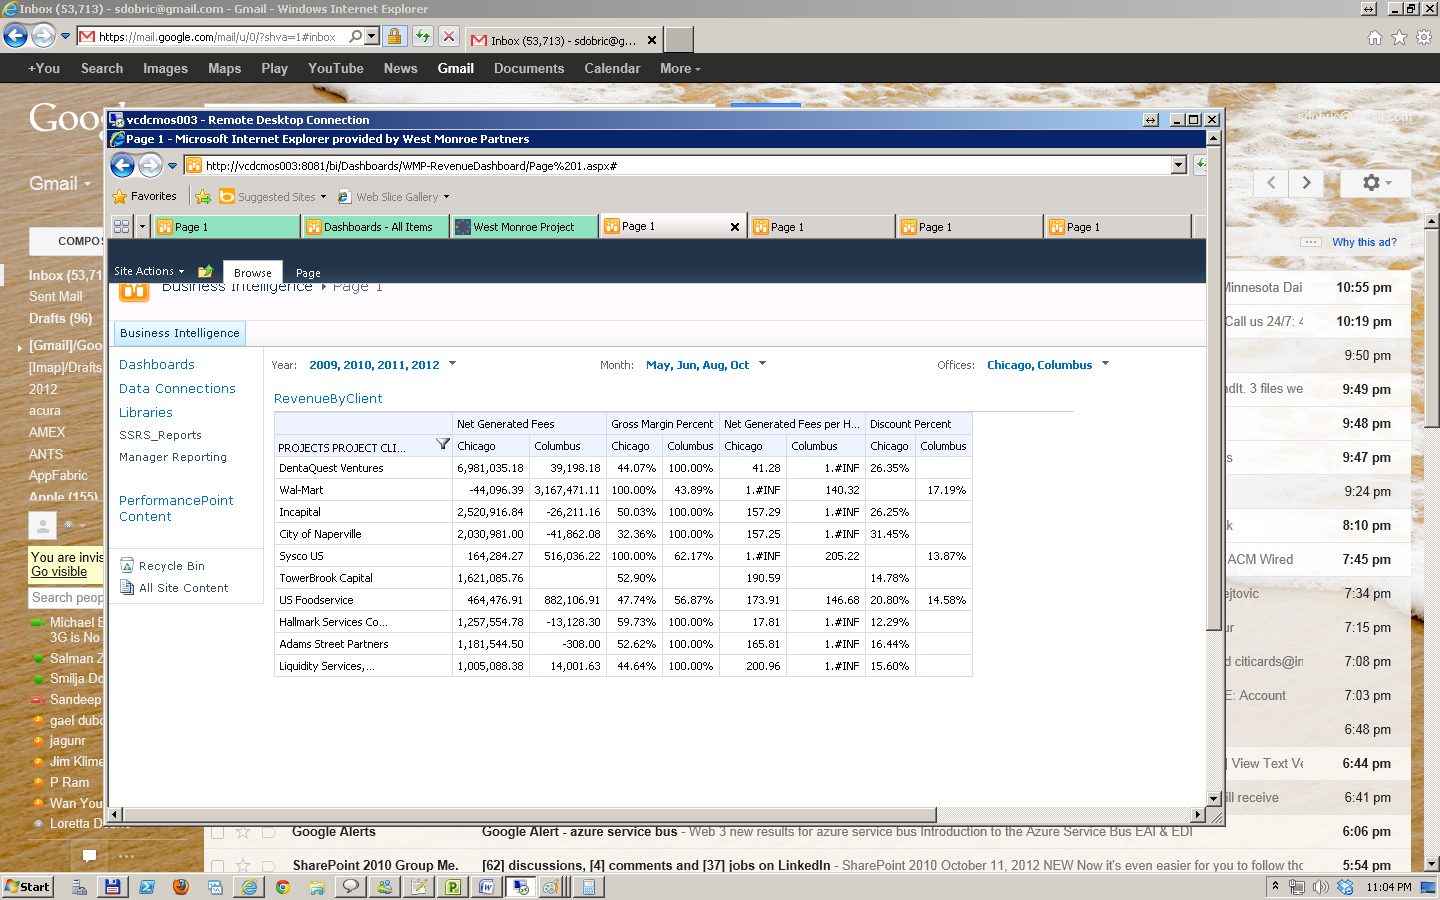 Inbox (53,713) - sdobric@gmail.com - Gmail - Windows Internet Explorer
https://mail.google.com/mail/u/0/?shva=1#inbox
Inbox (53,713) - sdobric@g...
+You Search Images Maps Play YouTube News Gmail Documents Calendar More
vcdcmos003 - Remote Desktop Connection
Page 1 - Microsoft Internet Explorer provided by West Monroe Partners
http://vcdcmos003:8081/bi/Dashboards/WMP-RevenueDashboard/Page%201.aspx#
Favorites Suggested Sites Web Slice Gallery
Page 1 Dashboards - All Items West Monroe Project Page 1 Page 1 Page 1 Page 1
Site Actions Browse Page
Business Intelligence Page 1
Business Intelligence
Dashboards
Data Connections
Libraries
SSRS_Reports
Manager Reporting
PerformancePoint
Content
Recycle Bin
All Site Content
Year: 2009, 2010, 2011, 2012 Month: May, Jun, Aug, Oct Offices: Chicago, Columbus
RevenueByClient
Net Generated Fees Gross Margin Percent Net Generated Fees per H... Discount Percent
PROJECTS PROJECT CLI... Chicago Columbus Chicago Columbus Chicago Columbus Chicago Columbus
DentaQuest Ventures 6,981,035.18 39,198.18 44.07% 100.00% 41.28 1.#INF 26.35%
Wal-Mart -44,096.39 3,167,471.11 100.00% 43.89% 1.#INF 140.32 17.19%
Incapital 2,520,916.84 -26,211.16 50.03% 100.00% 157.29 1.#INF 26.25%
City of Naperville 2,030,981.00 -41,862.08 32.36% 100.00% 157.25 1.#INF 31.45%
Sysco US 164,284.27 516,036.22 100.00% 62.17% 1.#INF 205.22 13.87%
TowerBrook Capital 1,621,085.76 52.90% 190.59 14.78%
US Foodservice 464,476.91 882,106.91 47.74% 56.87% 173.91 146.68 20.80% 14.58%
Hallmark Services Co... 1,257,554.78 -13,128.30 59.73% 100.00% 17.81 1.#INF 12.29%
Adams Street Partners 1,181,544.50 -308.00 52.62% 100.00% 165.81 1.#INF 16.44%
Liquidity Services,... 1,005,088.38 14,001.63 44.64% 100.00% 200.96 1.#INF 15.60%
Goo
Gmail
COMPO
Inbox (53,71
Sent Mail
Drafts (96)
[Gmail]/Goo
[Imap]/Drafts
2012
acura
AMEX
ANTS
AppFabric
Apple (155)
You are invis
Go visible
Search peop
Michael E
3G is No
Salman Z
Smilja Do
Sandeep
gael dubo
jagunr
Jim Klime
P Ram
Wan You
Loretta D
Why this ad?
Minnesota Dai 10:55 pm
Call us 24/7: 4 10:19 pm
9:50 pm
ndlt. 3 files we 9:49 pm
9:48 pm
9:47 pm
9:24 pm
8:10 pm
ACM Wired 7:45 pm
ejtovic 7:34 pm
ur 7:15 pm
d citicards@in 7:08 pm
E: Account 7:03 pm
6:48 pm
View Text Ve 6:44 pm
ill receive 6:41 pm
Google Alerts Google Alert - azure service bus - Web 3 new results for azure service bus Introduction to the Azure Service Bus EAI & EDI 6:06 pm
SharePoint 2010 Group Me. [62] discussions, [4] comments and [37] jobs on LinkedIn - SharePoint 2010 October 11, 2012 NEW Now it's even easier for you to follow tho 5:54 pm
Start 11:04 PM